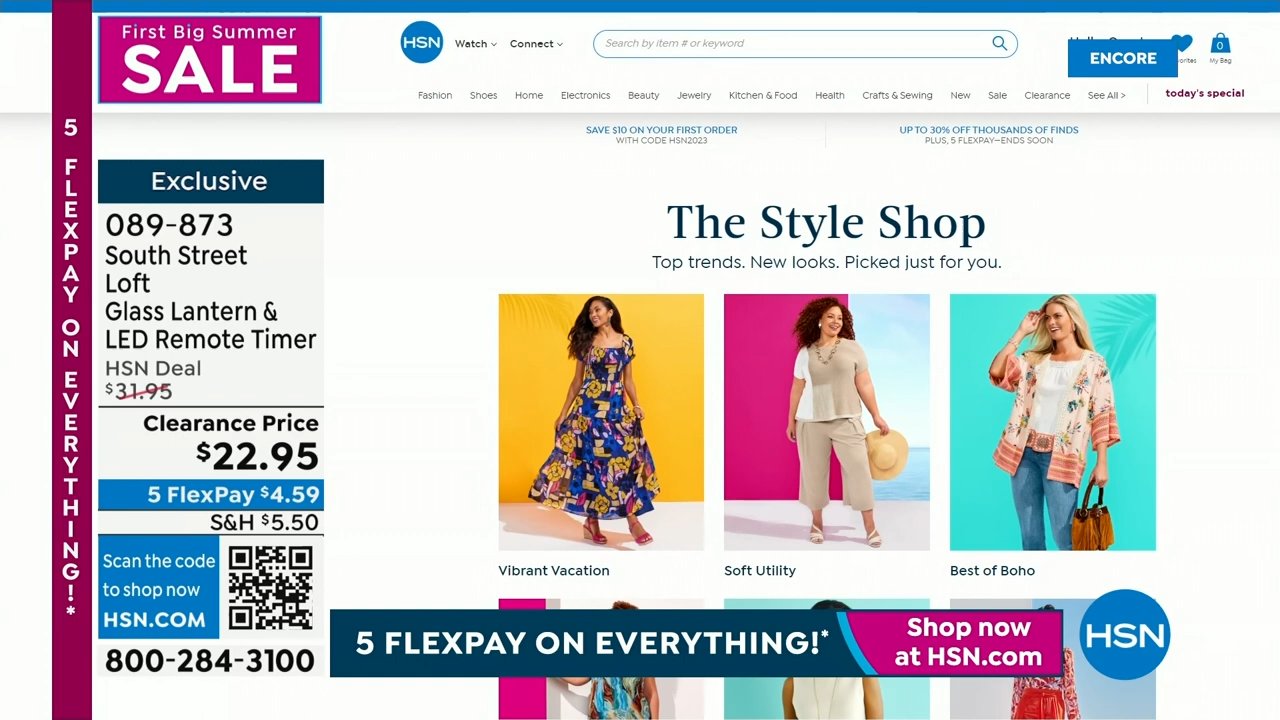 First Big Summer
SALE
5 FLEXPAY ON EVERYTHING!*
Exclusive
089-873
South Street
Loft
Glass Lantern &
LED Remote Timer
HSN Deal
$31.95
Clearance Price
$22.95
5 FlexPay $4.59
S&H $5.50
Scan the code
to shop now
HSN.COM
800-284-3100
HSN
Watch
Connect
Search by item # or keyword
ENCORE
orites
0
My Bag
Fashion Shoes Home Electronics Beauty Jewelry Kitchen & Food Health Crafts & Sewing New Sale Clearance See All > today's special
SAVE $10 ON YOUR FIRST ORDER
WITH CODE HSN2023
UP TO 30% OFF THOUSANDS OF FINDS
PLUS, 5 FLEXPAY—ENDS SOON
The Style Shop
Top trends. New looks. Picked just for you.
Vibrant Vacation
Soft Utility
Best of Boho
5 FLEXPAY ON EVERYTHING!*
Shop now
at HSN.com
HSN